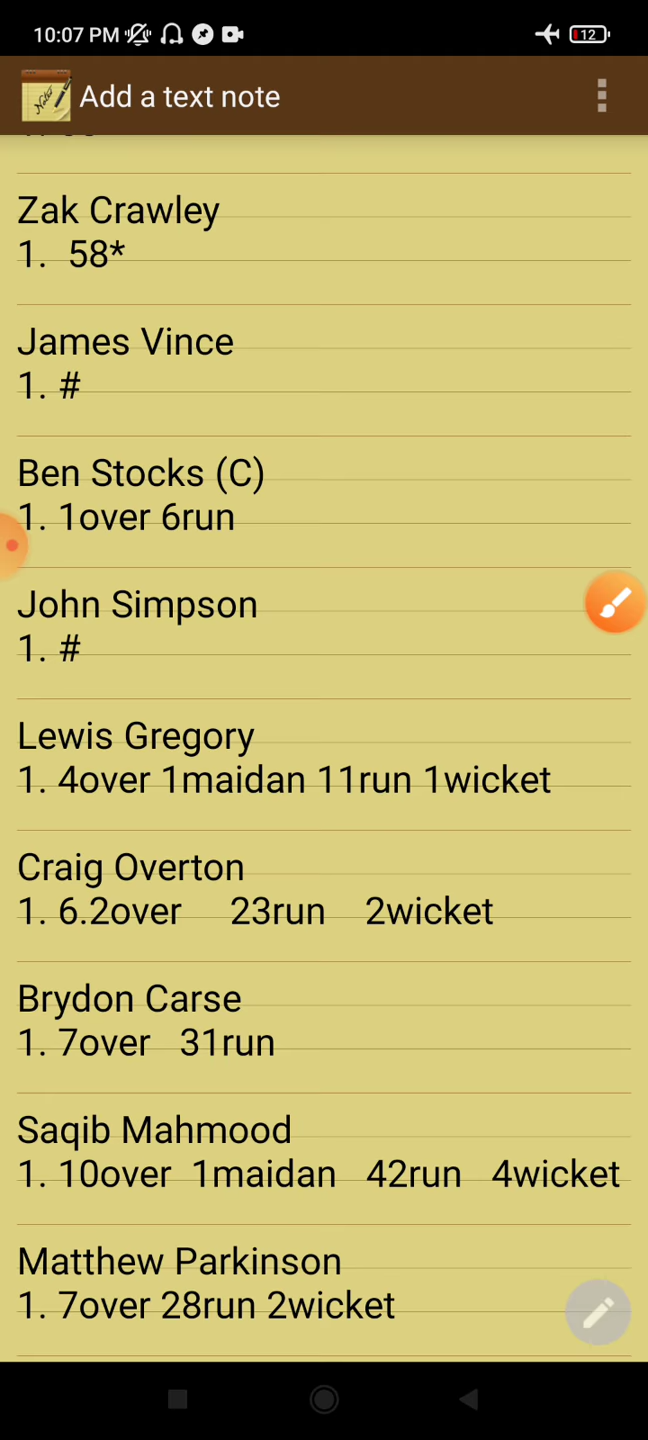 10:07 PM
12
Add a text note
Zak Crawley
1. 58*
James Vince
1. #
Ben Stocks (C)
1. 1over 6run
John Simpson
1. #
Lewis Gregory
1. 4over 1maidan 11run 1wicket
Craig Overton
1. 6.2over 23run 2wicket
Brydon Carse
1. 7over 31run
Saqib Mahmood
1. 10over 1maidan 42run 4wicket
Matthew Parkinson
1. 7over 28run 2wicket